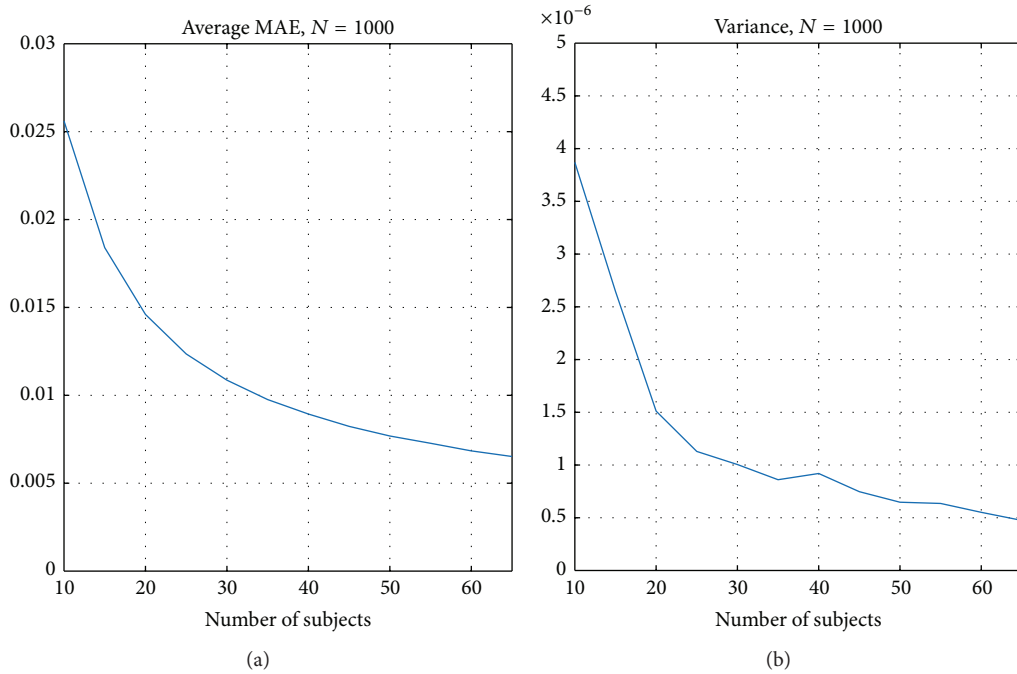 Average MAE, N = 1000
0.03
0.025
0.02
0.015
0.01
0.005
0
10 20 30 40 50 60
Number of subjects
(a)
×10⁻⁶
Variance, N = 1000
5
4.5
4
3.5
3
2.5
2
1.5
1
0.5
0
10 20 30 40 50 60
Number of subjects
(b)